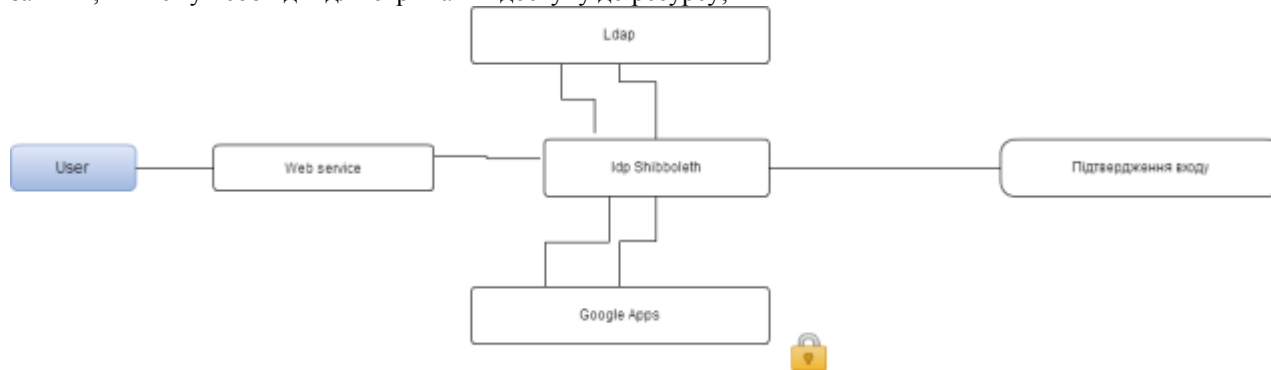 Ldap
User
Web service
Idp Shibboleth
Підтвердження входу
Google Apps